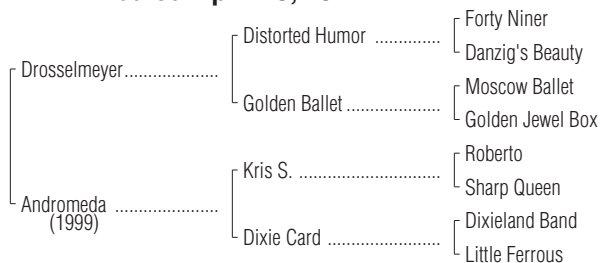 Drosselmeyer....................
Distorted Humor ..............
Forty Niner
Danzig's Beauty
Golden Ballet ....................
Moscow Ballet
Golden Jewel Box
Andromeda ......................
(1999)
Kris S. ..............................
Roberto
Sharp Queen
Dixie Card ........................
Dixieland Band
Little Ferrous